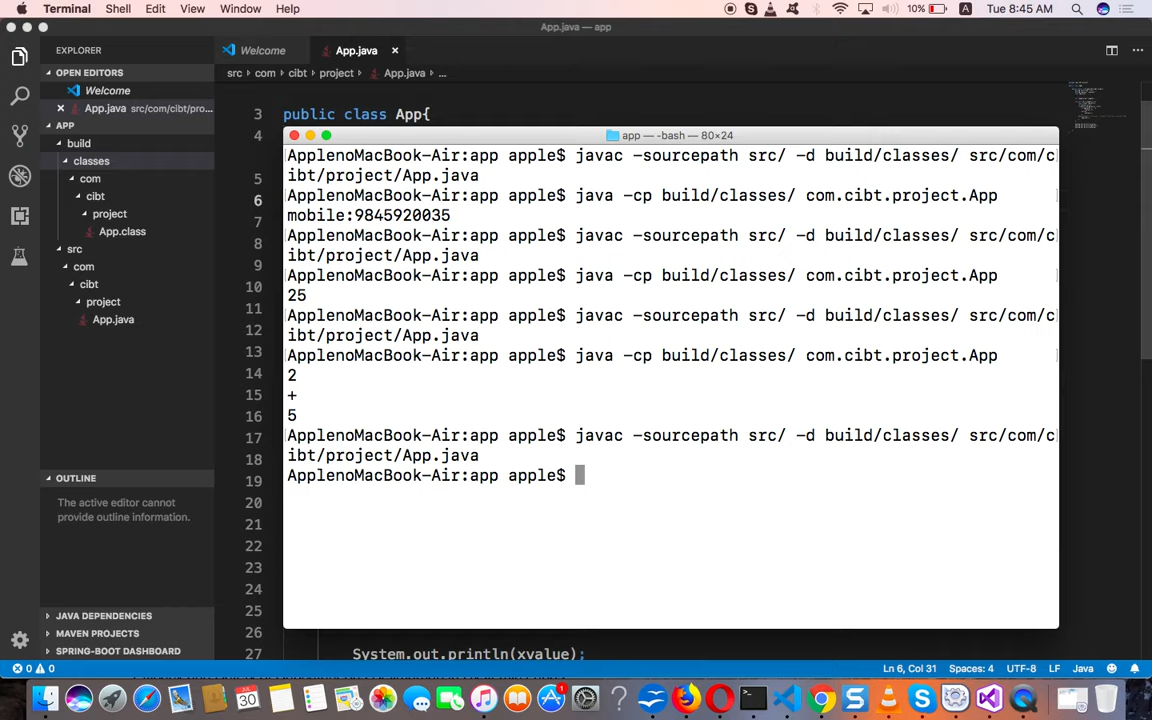 Terminal Shell Edit View Window Help 10% A Tue 8:45 AM
App.java — app
EXPLORER Welcome App.java
OPEN EDITORS
src com cibt project App.java ...
Welcome
App.java src/com/cibt/pro...
3 public class App{
APP
4
build
app — -bash — 80×24
classes
com
cibt
project
App.class
src
com
cibt
project
App.java
ApplenoMacBook-Air:app apple$ javac -sourcepath src/ -d build/classes/ src/com/c
ibt/project/App.java
ApplenoMacBook-Air:app apple$ java -cp build/classes/ com.cibt.project.App
mobile:9845920035
ApplenoMacBook-Air:app apple$ javac -sourcepath src/ -d build/classes/ src/com/c
ibt/project/App.java
ApplenoMacBook-Air:app apple$ java -cp build/classes/ com.cibt.project.App
25
ApplenoMacBook-Air:app apple$ javac -sourcepath src/ -d build/classes/ src/com/c
ibt/project/App.java
ApplenoMacBook-Air:app apple$ java -cp build/classes/ com.cibt.project.App
2
+
5
ApplenoMacBook-Air:app apple$ javac -sourcepath src/ -d build/classes/ src/com/c
ibt/project/App.java
ApplenoMacBook-Air:app apple$
5
6
7
8
9
10
11
12
13
14
15
16
17
18
19
20
21
22
23
24
25
26
27 System.out.println(xvalue);
OUTLINE
The active editor cannot
provide outline information.
JAVA DEPENDENCIES
MAVEN PROJECTS
SPRING-BOOT DASHBOARD
0 0 Ln 6, Col 31 Spaces: 4 UTF-8 LF Java
JUL
30
1